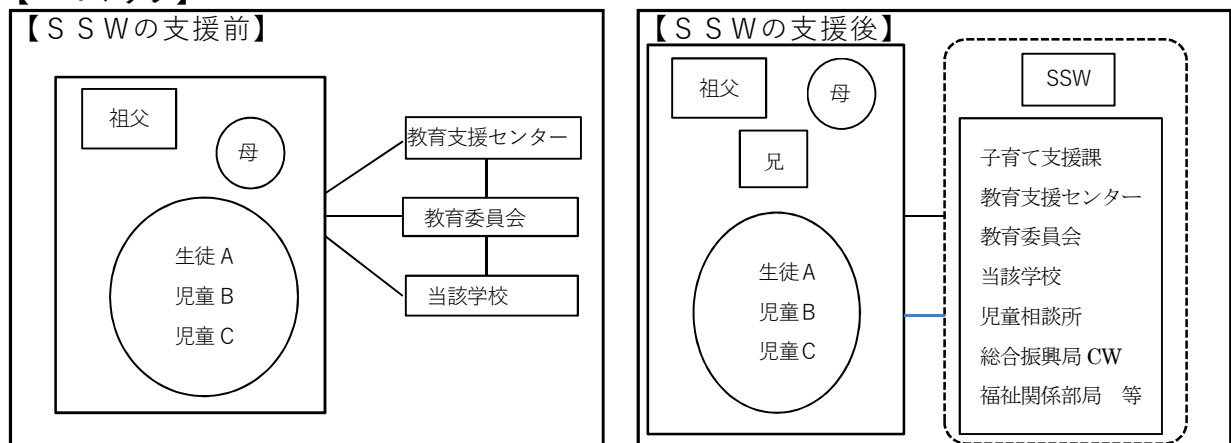 【ＳＳＷの支援前】
祖父
母
生徒 A
児童 B
児童 C
教育支援センター
教育委員会
当該学校
【ＳＳＷの支援後】
祖父
母
兄
生徒A
児童B
児童C
SSW
子育て支援課
教育支援センター
教育委員会
当該学校
児童相談所
総合振興局 CW
福祉関係部局　等